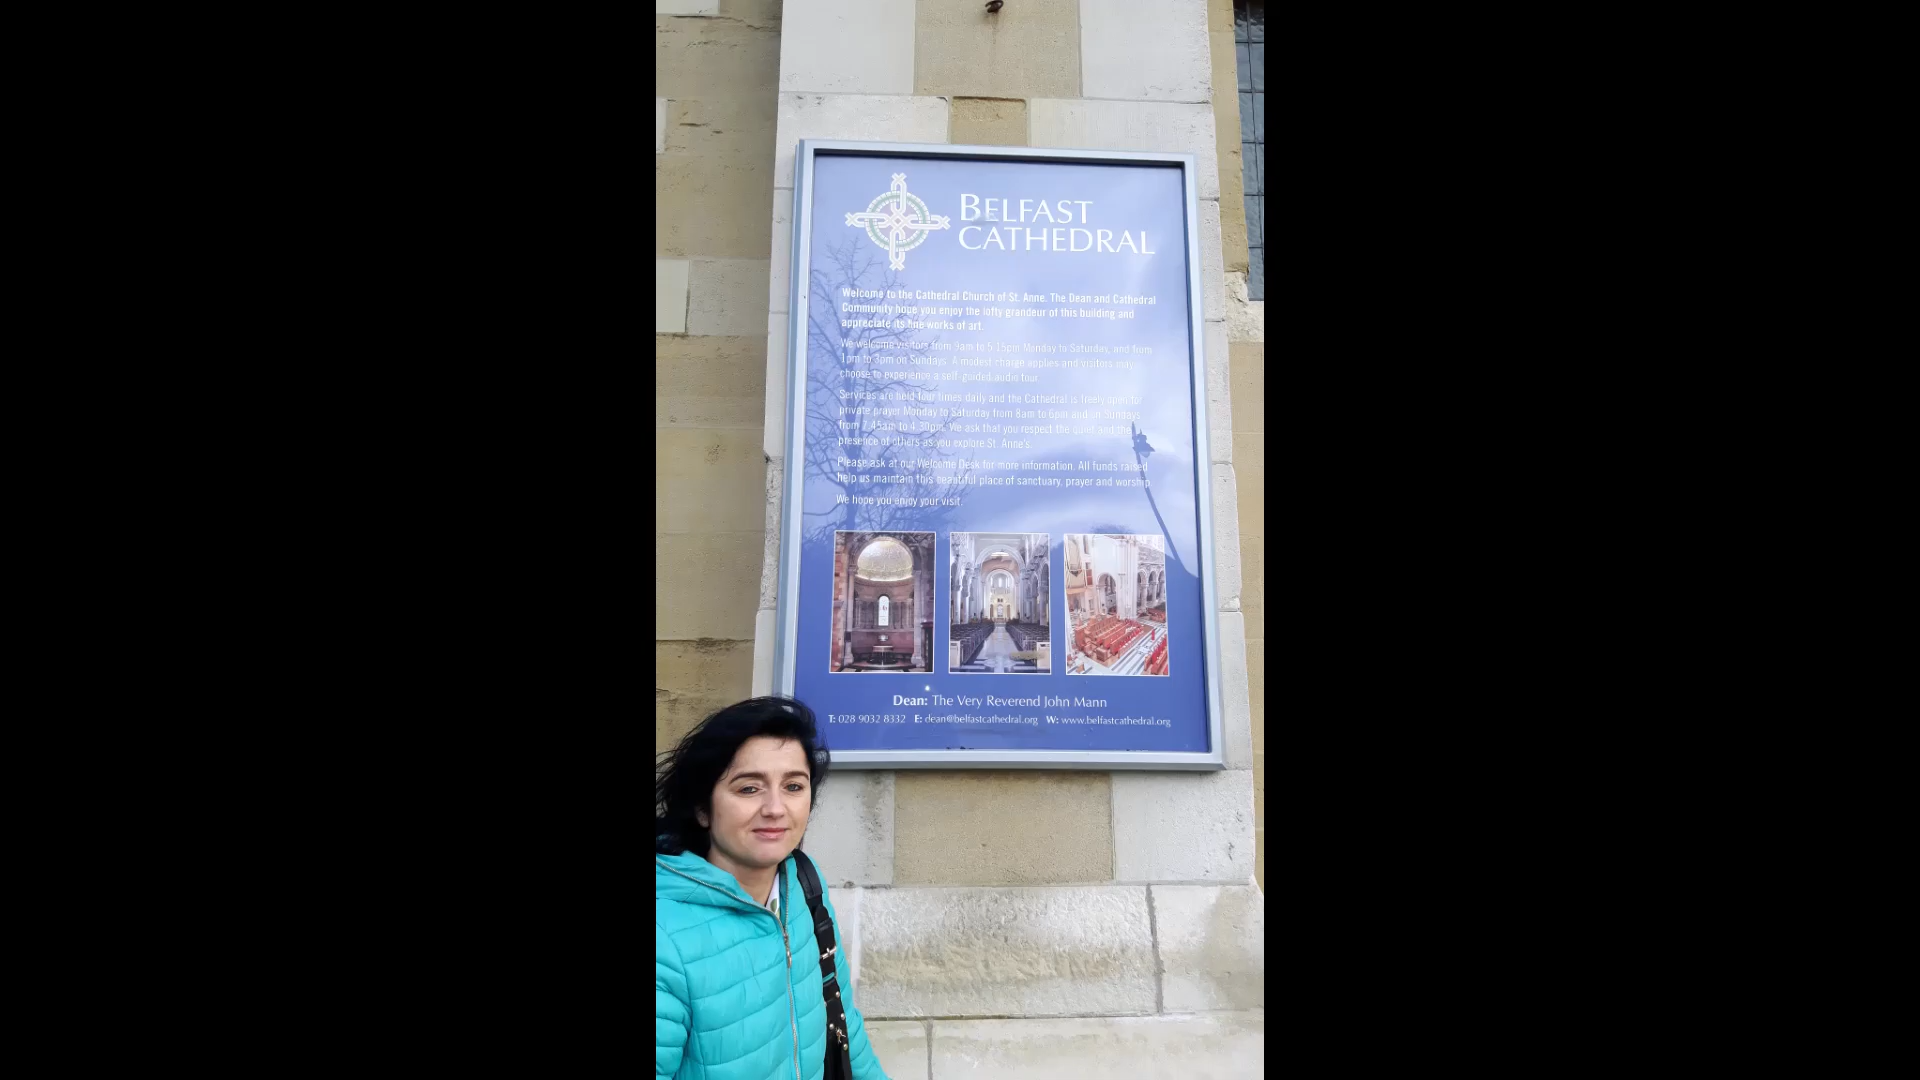 BELFAST
CATHEDRAL
Welcome to the Cathedral Church of St. Anne. The Dean and Cathedral
Community hope you enjoy the lofty grandeur of this building and
appreciate its fine works of art.
We welcome visitors from 9am to 5.15pm Monday to Saturday, and from
1pm to 3pm on Sundays. A modest charge applies and visitors may
choose to experience a self-guided audio tour.
Services are held four times daily and the Cathedral is freely open for
private prayer Monday to Saturday from 8am to 6pm and on Sundays
from 7.45am to 4.30pm. We ask that you respect the quiet and the
presence of others as you explore St. Anne's.
Please ask at our Welcome Desk for more information. All funds raised
help us maintain this beautiful place of sanctuary, prayer and worship.
We hope you enjoy your visit.
Dean: The Very Reverend John Mann
T: 028 9032 8332 E: dean@belfastcathedral.org W: www.belfastcathedral.org